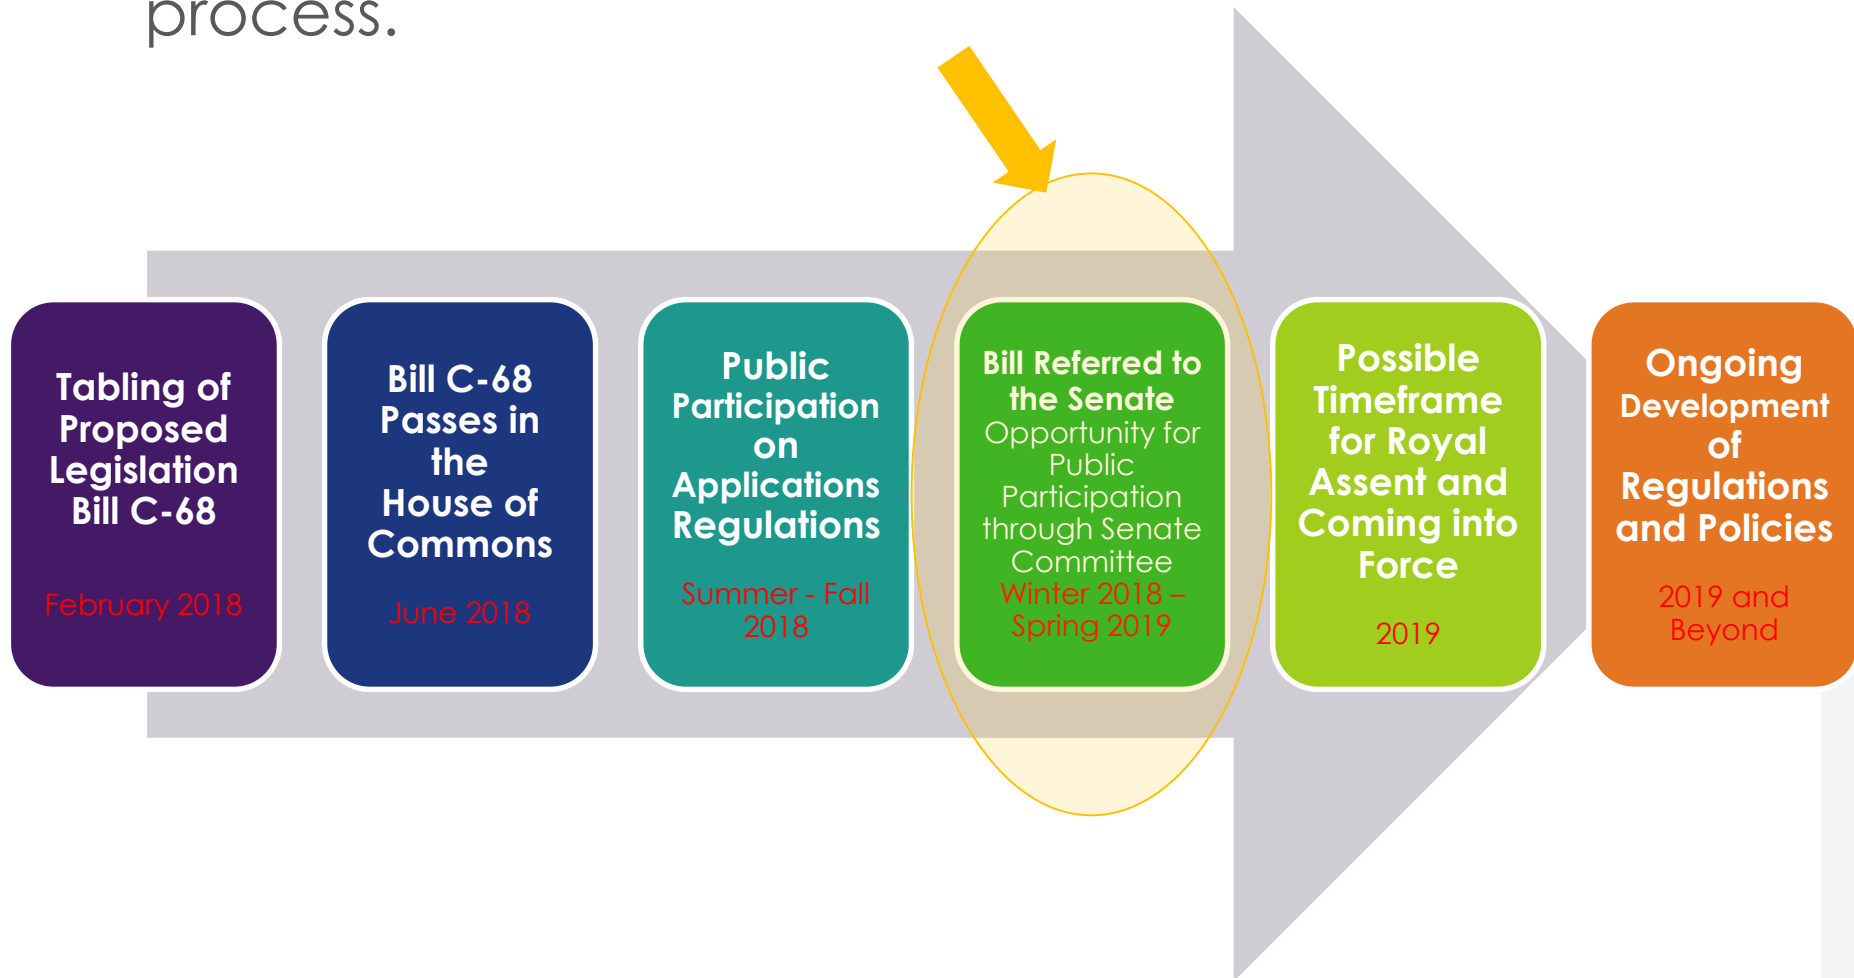 process.
Tabling of
Proposed
Legislation
Bill C-68
February 2018
Bill C-68
Passes in
the
House of
Commons
June 2018
Public
Participation
on
Applications
Regulations
Summer - Fall
2018
Bill Referred to
the Senate
Opportunity for
Public
Participation
through Senate
Committee
Winter 2018 –
Spring 2019
Possible
Timeframe
for Royal
Assent and
Coming into
Force
2019
Ongoing
Development
of
Regulations
and Policies
2019 and
Beyond